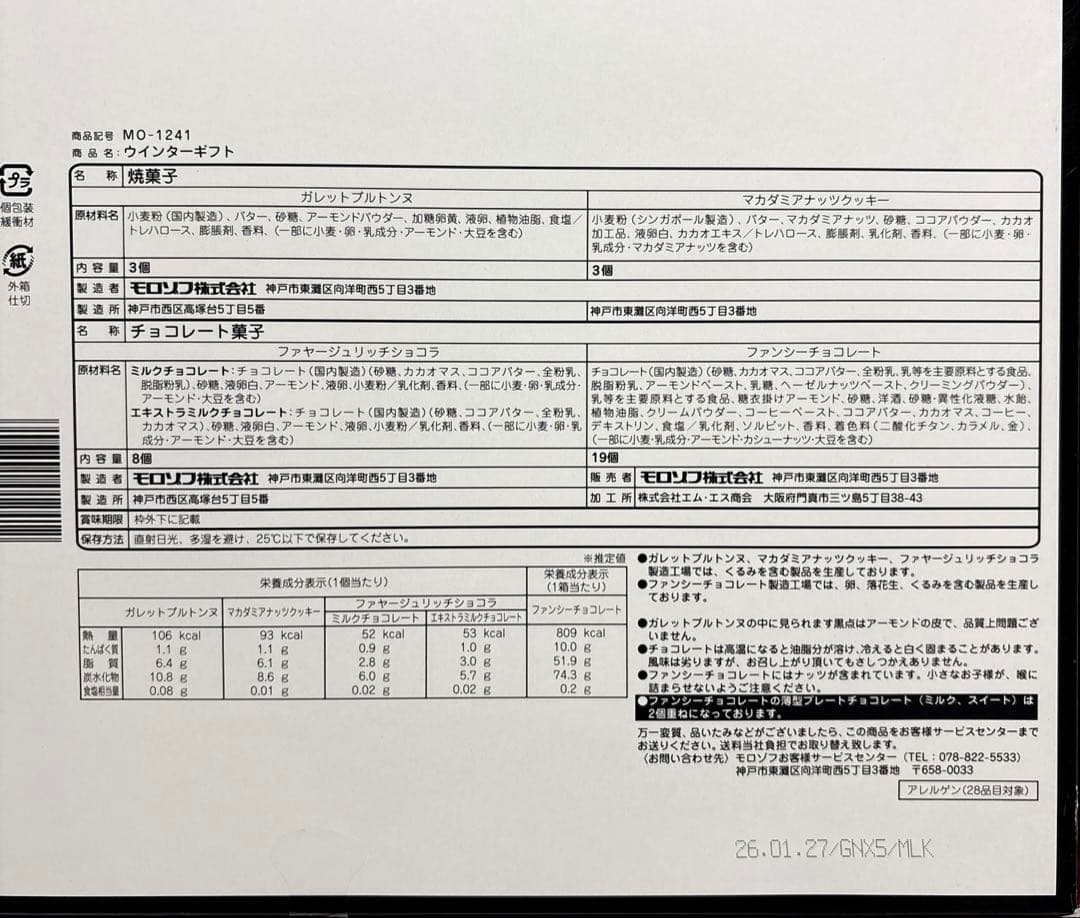 商品記号 MO-1241
商品名：ウインターギフト
プラ
個包装
緩衝材
紙
外箱
仕切
名 称 焼菓子
ガレットブルトンヌ マカダミアナッツクッキー
原材料名 小麦粉（国内製造）、バター、砂糖、アーモンドパウダー、加糖卵黄、液卵、植物油脂、食塩／
トレハロース、膨脹剤、香料、（一部に小麦・卵・乳成分・アーモンド・大豆を含む）
小麦粉（シンガポール製造）、バター、マカダミアナッツ、砂糖、ココアパウダー、カカオ
加工品、液卵白、カカオエキス／トレハロース、膨脹剤、乳化剤、香料、（一部に小麦・卵・
乳成分・マカダミアナッツを含む）
内容量 3個 3個
製造者 モロゾフ株式会社 神戸市東灘区向洋町西5丁目3番地
製造所 神戸市西区高塚台5丁目5番 神戸市東灘区向洋町西5丁目3番地
名 称 チョコレート菓子
ファヤージュリッチショコラ ファンシーチョコレート
原材料名 ミルクチョコレート：チョコレート（国内製造）（砂糖、カカオマス、ココアバター、全粉乳、
脱脂粉乳）、砂糖、液卵白、アーモンド、液卵、小麦粉／乳化剤、香料、（一部に小麦・卵・乳成分・
アーモンド・大豆を含む）
エキストラミルクチョコレート：チョコレート（国内製造）（砂糖、ココアバター、全粉乳、
カカオマス）、砂糖、液卵白、アーモンド、液卵、小麦粉／乳化剤、香料、（一部に小麦・卵・乳
成分・アーモンド・大豆を含む）
チョコレート（国内製造）（砂糖、カカオマス、ココアバター、全粉乳、乳等を主要原料とする食品、
脱脂粉乳、アーモンドペースト、乳糖、ヘーゼルナッツペースト、クリーミングパウダー）、
乳等を主要原料とする食品、糖衣掛けアーモンド、砂糖、洋酒、砂糖・異性化液糖、水飴、
植物油脂、クリームパウダー、コーヒーペースト、ココアバター、カカオマス、コーヒー、
デキストリン、食塩／乳化剤、ソルビット、香料、着色料（二酸化チタン、カラメル、金）、
（一部に小麦・乳成分・アーモンド・カシューナッツ・大豆を含む）
内容量 8個 19個
製造者 モロゾフ株式会社 神戸市東灘区向洋町西5丁目3番地 販売者 モロゾフ株式会社 神戸市東灘区向洋町西5丁目3番地
製造所 神戸市西区高塚台5丁目5番 加工所 株式会社エム・エス商会 大阪府門真市三ツ島5丁目38-43
賞味期限 枠外下に記載
保存方法 直射日光、多湿を避け、25℃以下で保存してください。
※推定値
栄養成分表示（1個当たり） 栄養成分表示
（1箱当たり）
ガレットブルトンヌ マカダミアナッツクッキー ファヤージュリッチショコラ ファンシーチョコレート
ミルクチョコレート エキストラミルクチョコレート
熱量 106 kcal 93 kcal 52 kcal 53 kcal 809 kcal
たんぱく質 1.1 g 1.1 g 0.9 g 1.0 g 10.0 g
脂質 6.4 g 6.1 g 2.8 g 3.0 g 51.9 g
炭水化物 10.8 g 8.6 g 6.0 g 5.7 g 74.3 g
食塩相当量 0.08 g 0.01 g 0.02 g 0.02 g 0.2 g
●ガレットブルトンヌ、マカダミアナッツクッキー、ファヤージュリッチショコラ
製造工場では、くるみを含む製品を生産しております。
●ファンシーチョコレート製造工場では、卵、落花生、くるみを含む製品を生産し
ております。
●ガレットブルトンヌの中に見られます黒点はアーモンドの皮で、品質上問題ござ
いません。
●チョコレートは高温になると油脂分が溶け、冷えると白く固まることがあります。
風味は劣りますが、お召し上がり頂いてもさしつかえありません。
●ファンシーチョコレートにはナッツが含まれています。小さなお子様が、喉に
詰まらせないようご注意ください。
●ファンシーチョコレートの薄型プレートチョコレート（ミルク、スイート）は
2個重ねになっております。
万一変質、品いたみなどがございましたら、この商品をお客様サービスセンターまで
お送りください。送料当社負担でお取り替え致します。
〈お問い合わせ先〉モロゾフお客様サービスセンター（TEL：078-822-5533）
神戸市東灘区向洋町西5丁目3番地 〒658-0033
アレルゲン（28品目対象）
26.01.27/GNX5/MLK